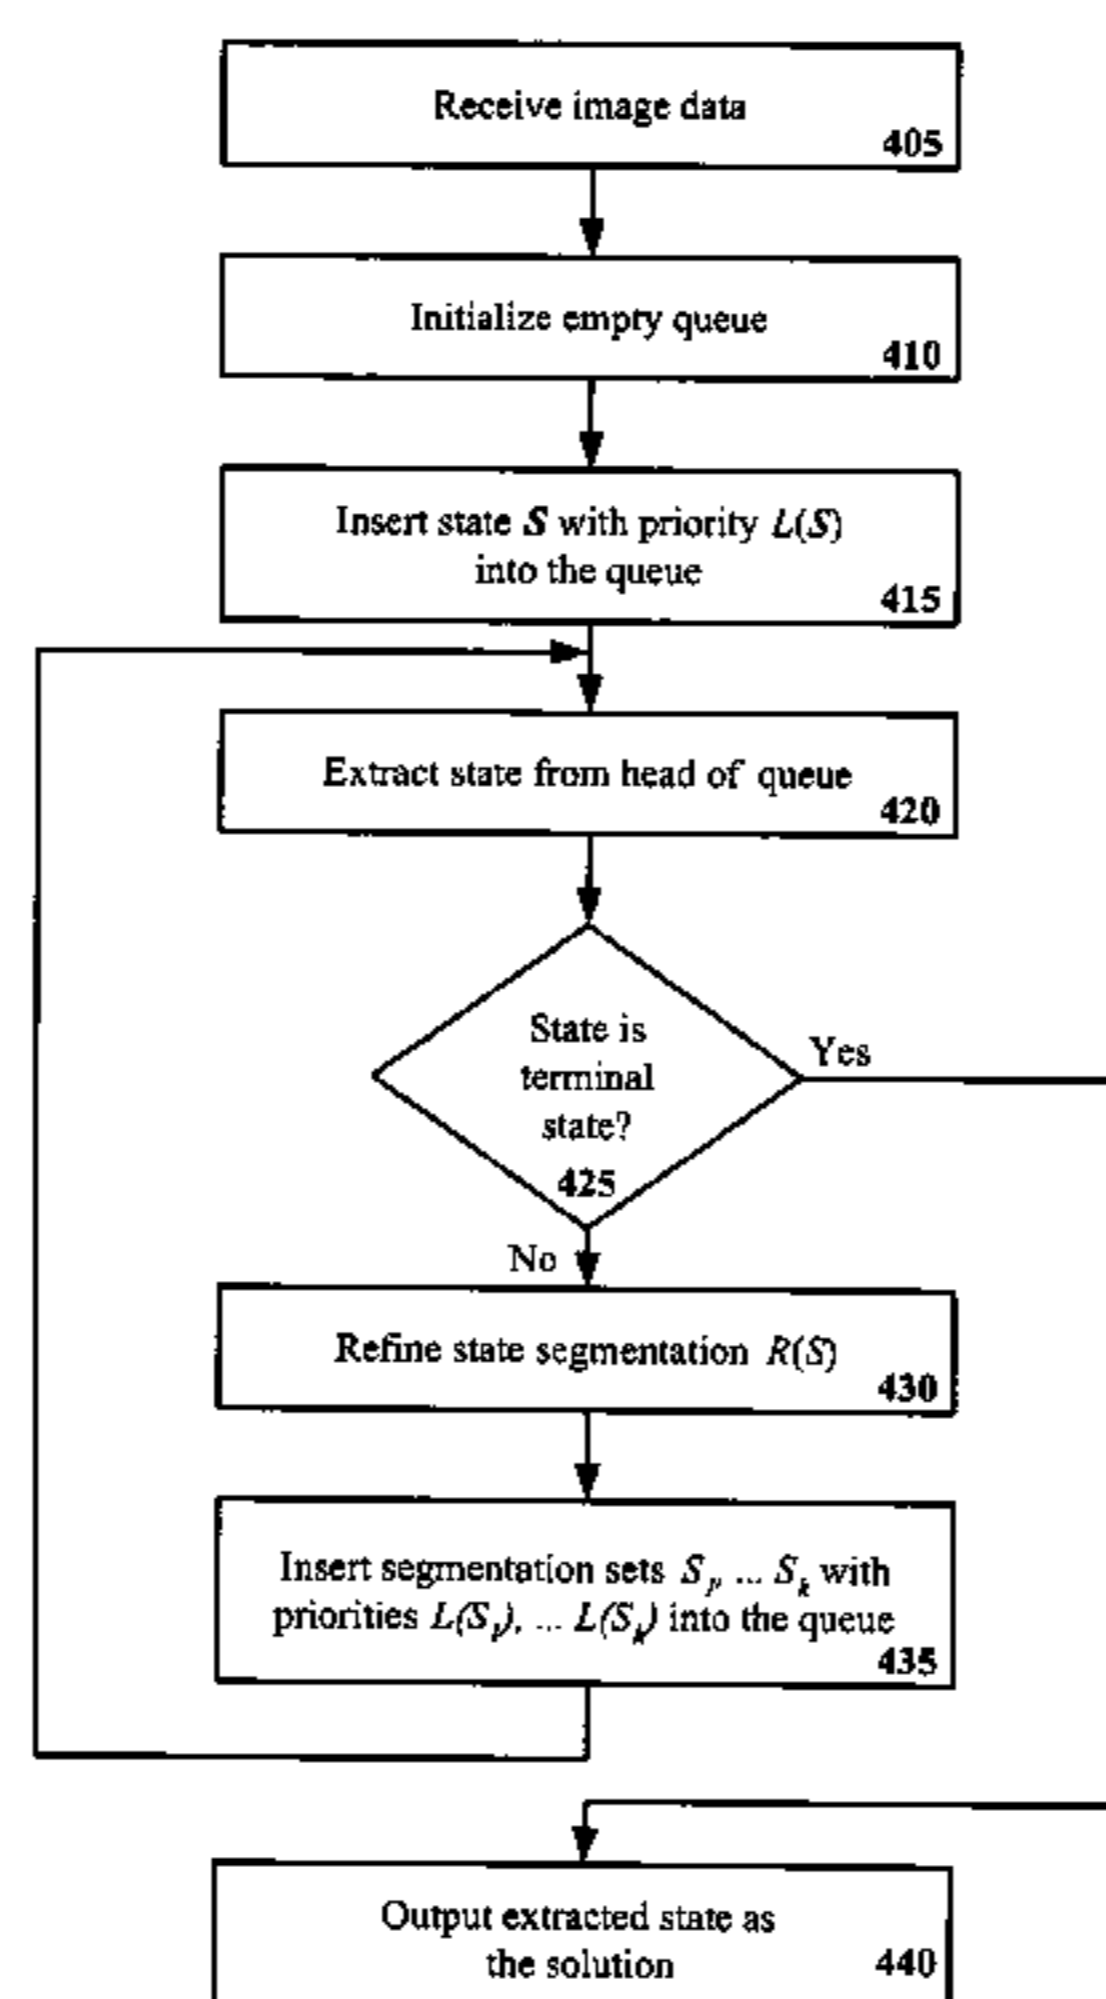 Receive image data
405
Initialize empty queue
410
Insert state S with priority L(S)
into the queue
415
Extract state from head of queue
420
State is
terminal
state?
425
Yes
No
Refine state segmentation R(S)
430
Insert segmentation sets S, ... Sk with
priorities L(S), ... L(Sk) into the queue
435
Output extracted state as
the solution
440